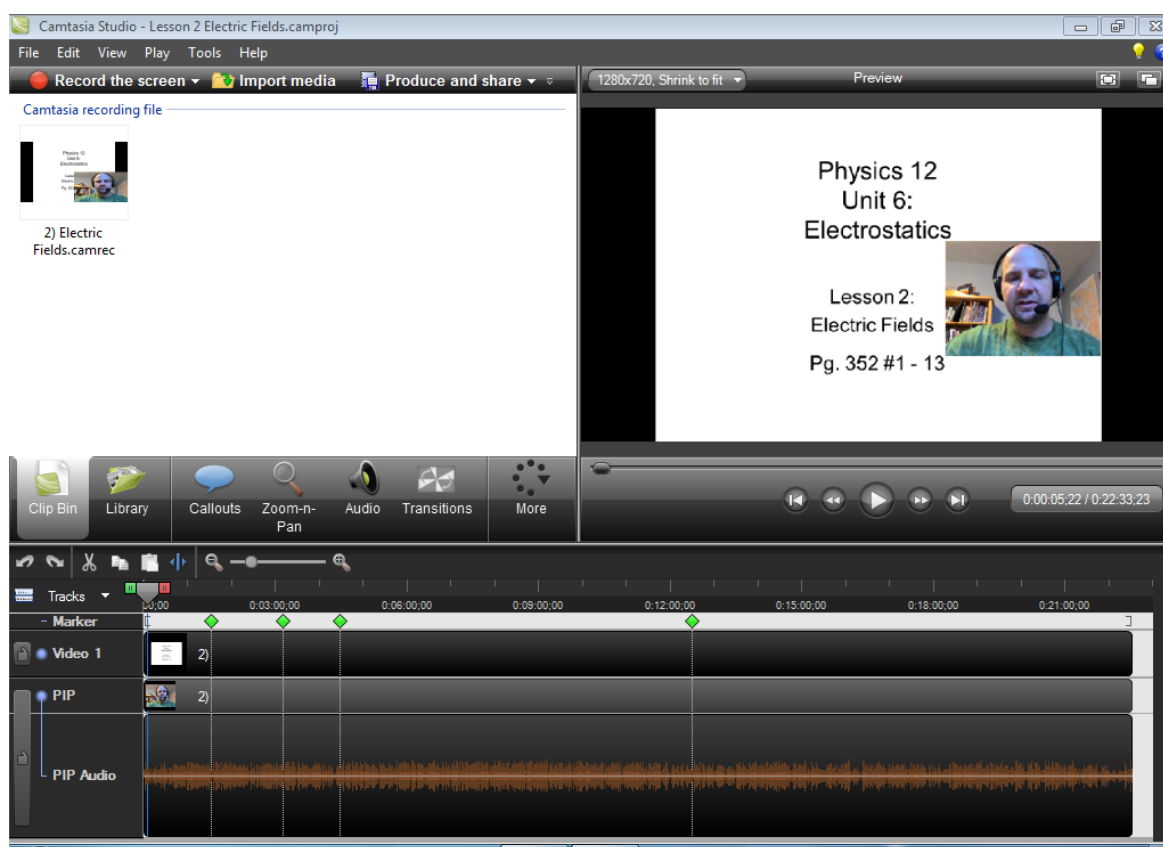 Camtasia Studio - Lesson 2 Electric Fields.camproj
File Edit View Play Tools Help
Record the screen Import media Produce and share
1280x720, Shrink to fit Preview
Camtasia recording file
2) Electric
Fields.camrec
Physics 12
Unit 6:
Electrostatics
Lesson 2:
Electric Fields
Pg. 352 #1 - 13
Clip Bin Library Callouts Zoom-n-
Pan Audio Transitions More
0:00:05;22 / 0:22:33;23
Tracks
0:03:00;00 0:06:00;00 0:09:00;00 0:12:00;00 0:15:00;00 0:18:00;00 0:21:00;00
- Marker
Video 1 2)
PIP 2)
PIP Audio